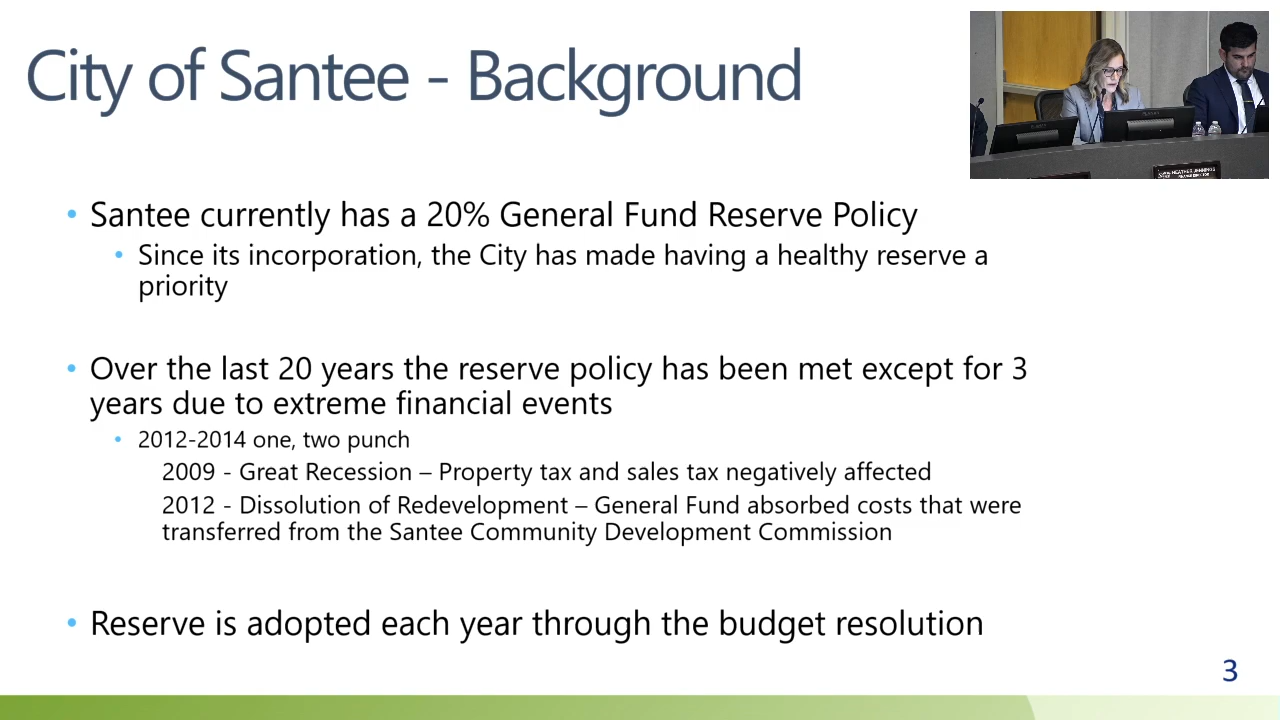 City of Santee - Background
HEATHER JENNINGS
• Santee currently has a 20% General Fund Reserve Policy
• Since its incorporation, the City has made having a healthy reserve a
priority
• Over the last 20 years the reserve policy has been met except for 3
years due to extreme financial events
• 2012-2014 one, two punch
2009 - Great Recession – Property tax and sales tax negatively affected
2012 - Dissolution of Redevelopment – General Fund absorbed costs that were
transferred from the Santee Community Development Commission
• Reserve is adopted each year through the budget resolution
3